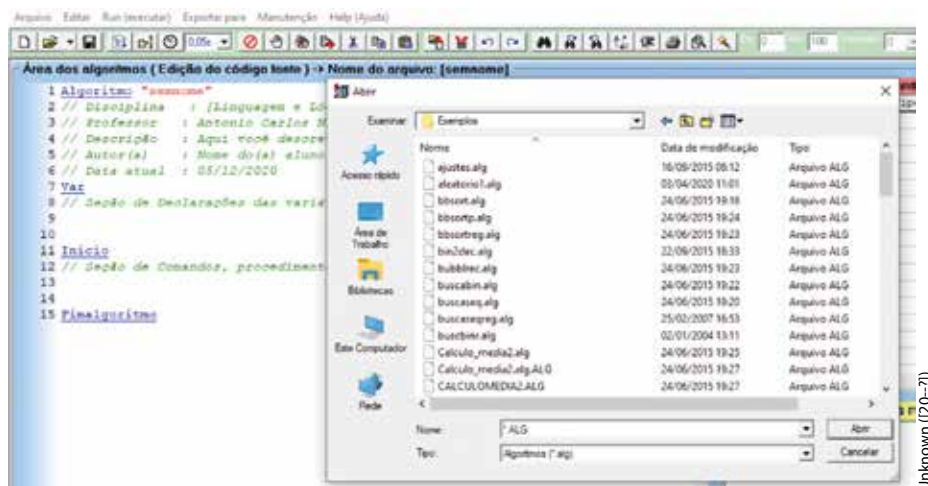 Arquivo Editar Run (executar) Exportar para Manutenção Help (Ajuda)
0,05s 0 100
Área dos algoritmos ( Edição do código fonte ) -> Nome do arquivo: [semnome]
1 Algoritmo "semnome"
2 // Disciplina : [Linguagem e Ló
3 // Professor : Antonio Carlos N
4 // Descrição : Aqui você descre
5 // Autor(a) : Nome do(a) aluno
6 // Data atual : 05/12/2020
7 Var
8 // Seção de Declarações das variá
9
10
11 Inicio
12 // Seção de Comandos, procediment
13
14
15 Fimalgoritmo
Abrir
Examinar Exemplos
Acesso rápido
Área de Trabalho
Bibliotecas
Este Computador
Rede
Nome Data de modificação Tipo
ajustes.alg 16/09/2015 06:12 Arquivo ALG
aleatorio1.alg 03/04/2020 11:01 Arquivo ALG
bbsort.alg 24/06/2015 19:18 Arquivo ALG
bbsortp.alg 24/06/2015 19:24 Arquivo ALG
bbsortreg.alg 24/06/2015 19:23 Arquivo ALG
bin2dec.alg 22/09/2015 18:33 Arquivo ALG
bubblrec.alg 24/06/2015 19:23 Arquivo ALG
buscabin.alg 24/06/2015 19:22 Arquivo ALG
buscaseq.alg 24/06/2015 19:20 Arquivo ALG
buscaseqreg.alg 25/02/2007 16:53 Arquivo ALG
buscbinr.alg 02/01/2004 13:11 Arquivo ALG
Calculo_media2.alg 24/06/2015 19:25 Arquivo ALG
Calculo_media2.alg.ALG 24/06/2015 19:27 Arquivo ALG
CALCULOMEDIA2.ALG 24/06/2015 19:27 Arquivo ALG
Nome: *.ALG Abrir
Tipo: Algoritmos (*.alg) Cancelar
Unknown ([20--?])